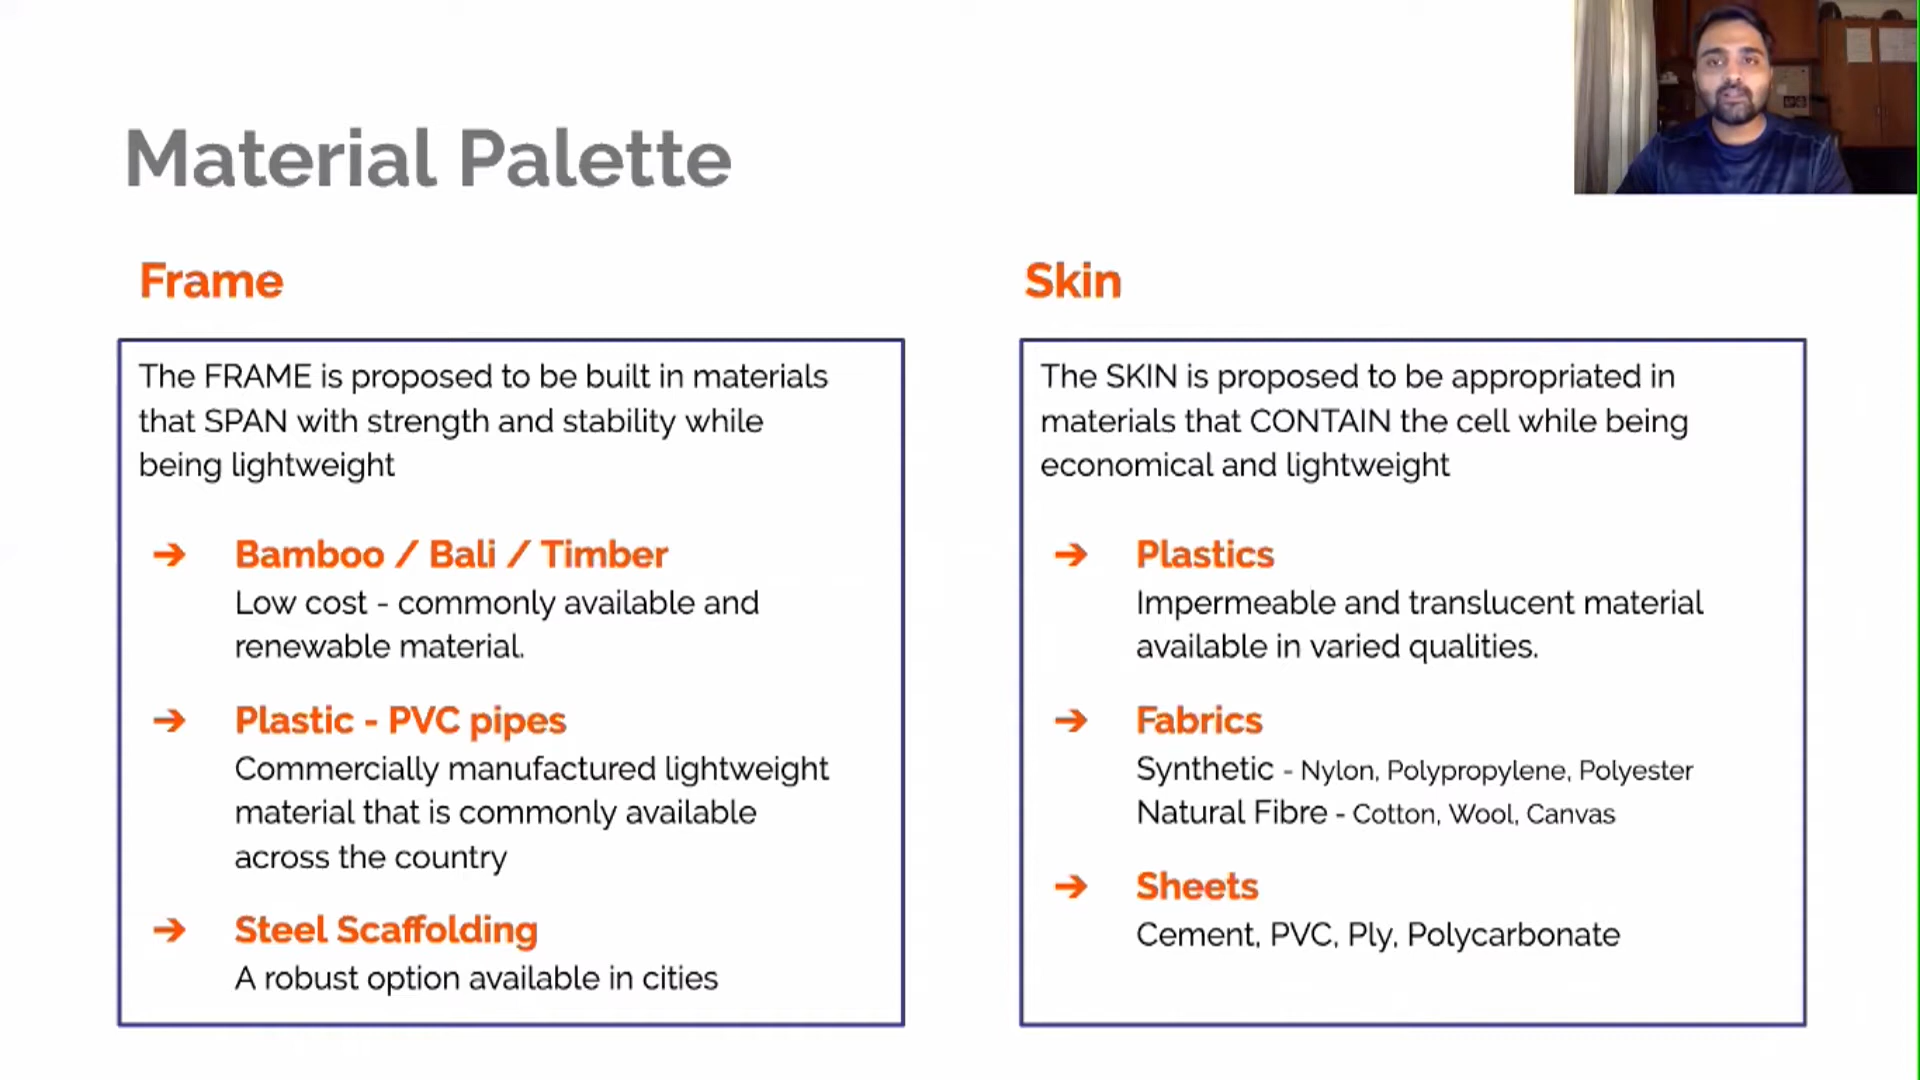 Material Palette
Frame
The FRAME is proposed to be built in materials
that SPAN with strength and stability while
being lightweight
➔ Bamboo / Bali / Timber
Low cost - commonly available and
renewable material.
➔ Plastic - PVC pipes
Commercially manufactured lightweight
material that is commonly available
across the country
➔ Steel Scaffolding
A robust option available in cities
Skin
The SKIN is proposed to be appropriated in
materials that CONTAIN the cell while being
economical and lightweight
➔ Plastics
Impermeable and translucent material
available in varied qualities.
➔ Fabrics
Synthetic - Nylon, Polypropylene, Polyester
Natural Fibre - Cotton, Wool, Canvas
➔ Sheets
Cement, PVC, Ply, Polycarbonate